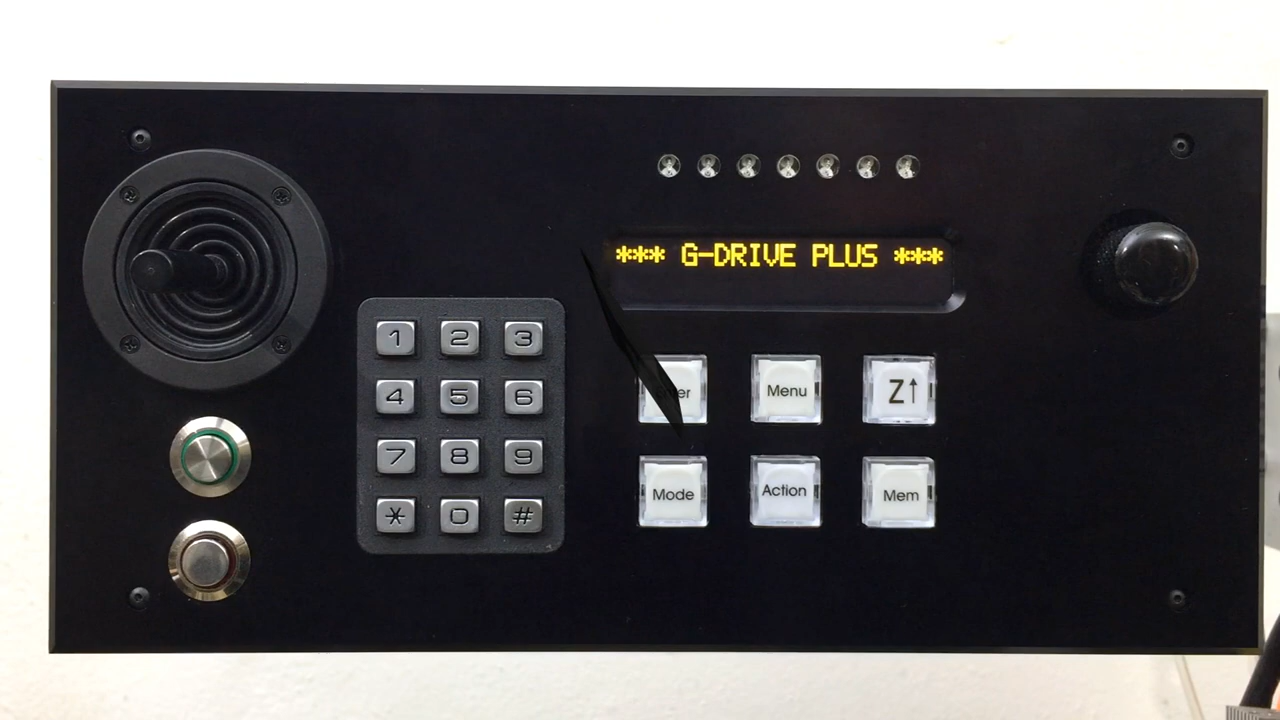 *** G-DRIVE PLUS ***
1 2 3
4 5 6
7 8 9
* 0 #
Menu Z↑
Mode Action Mem